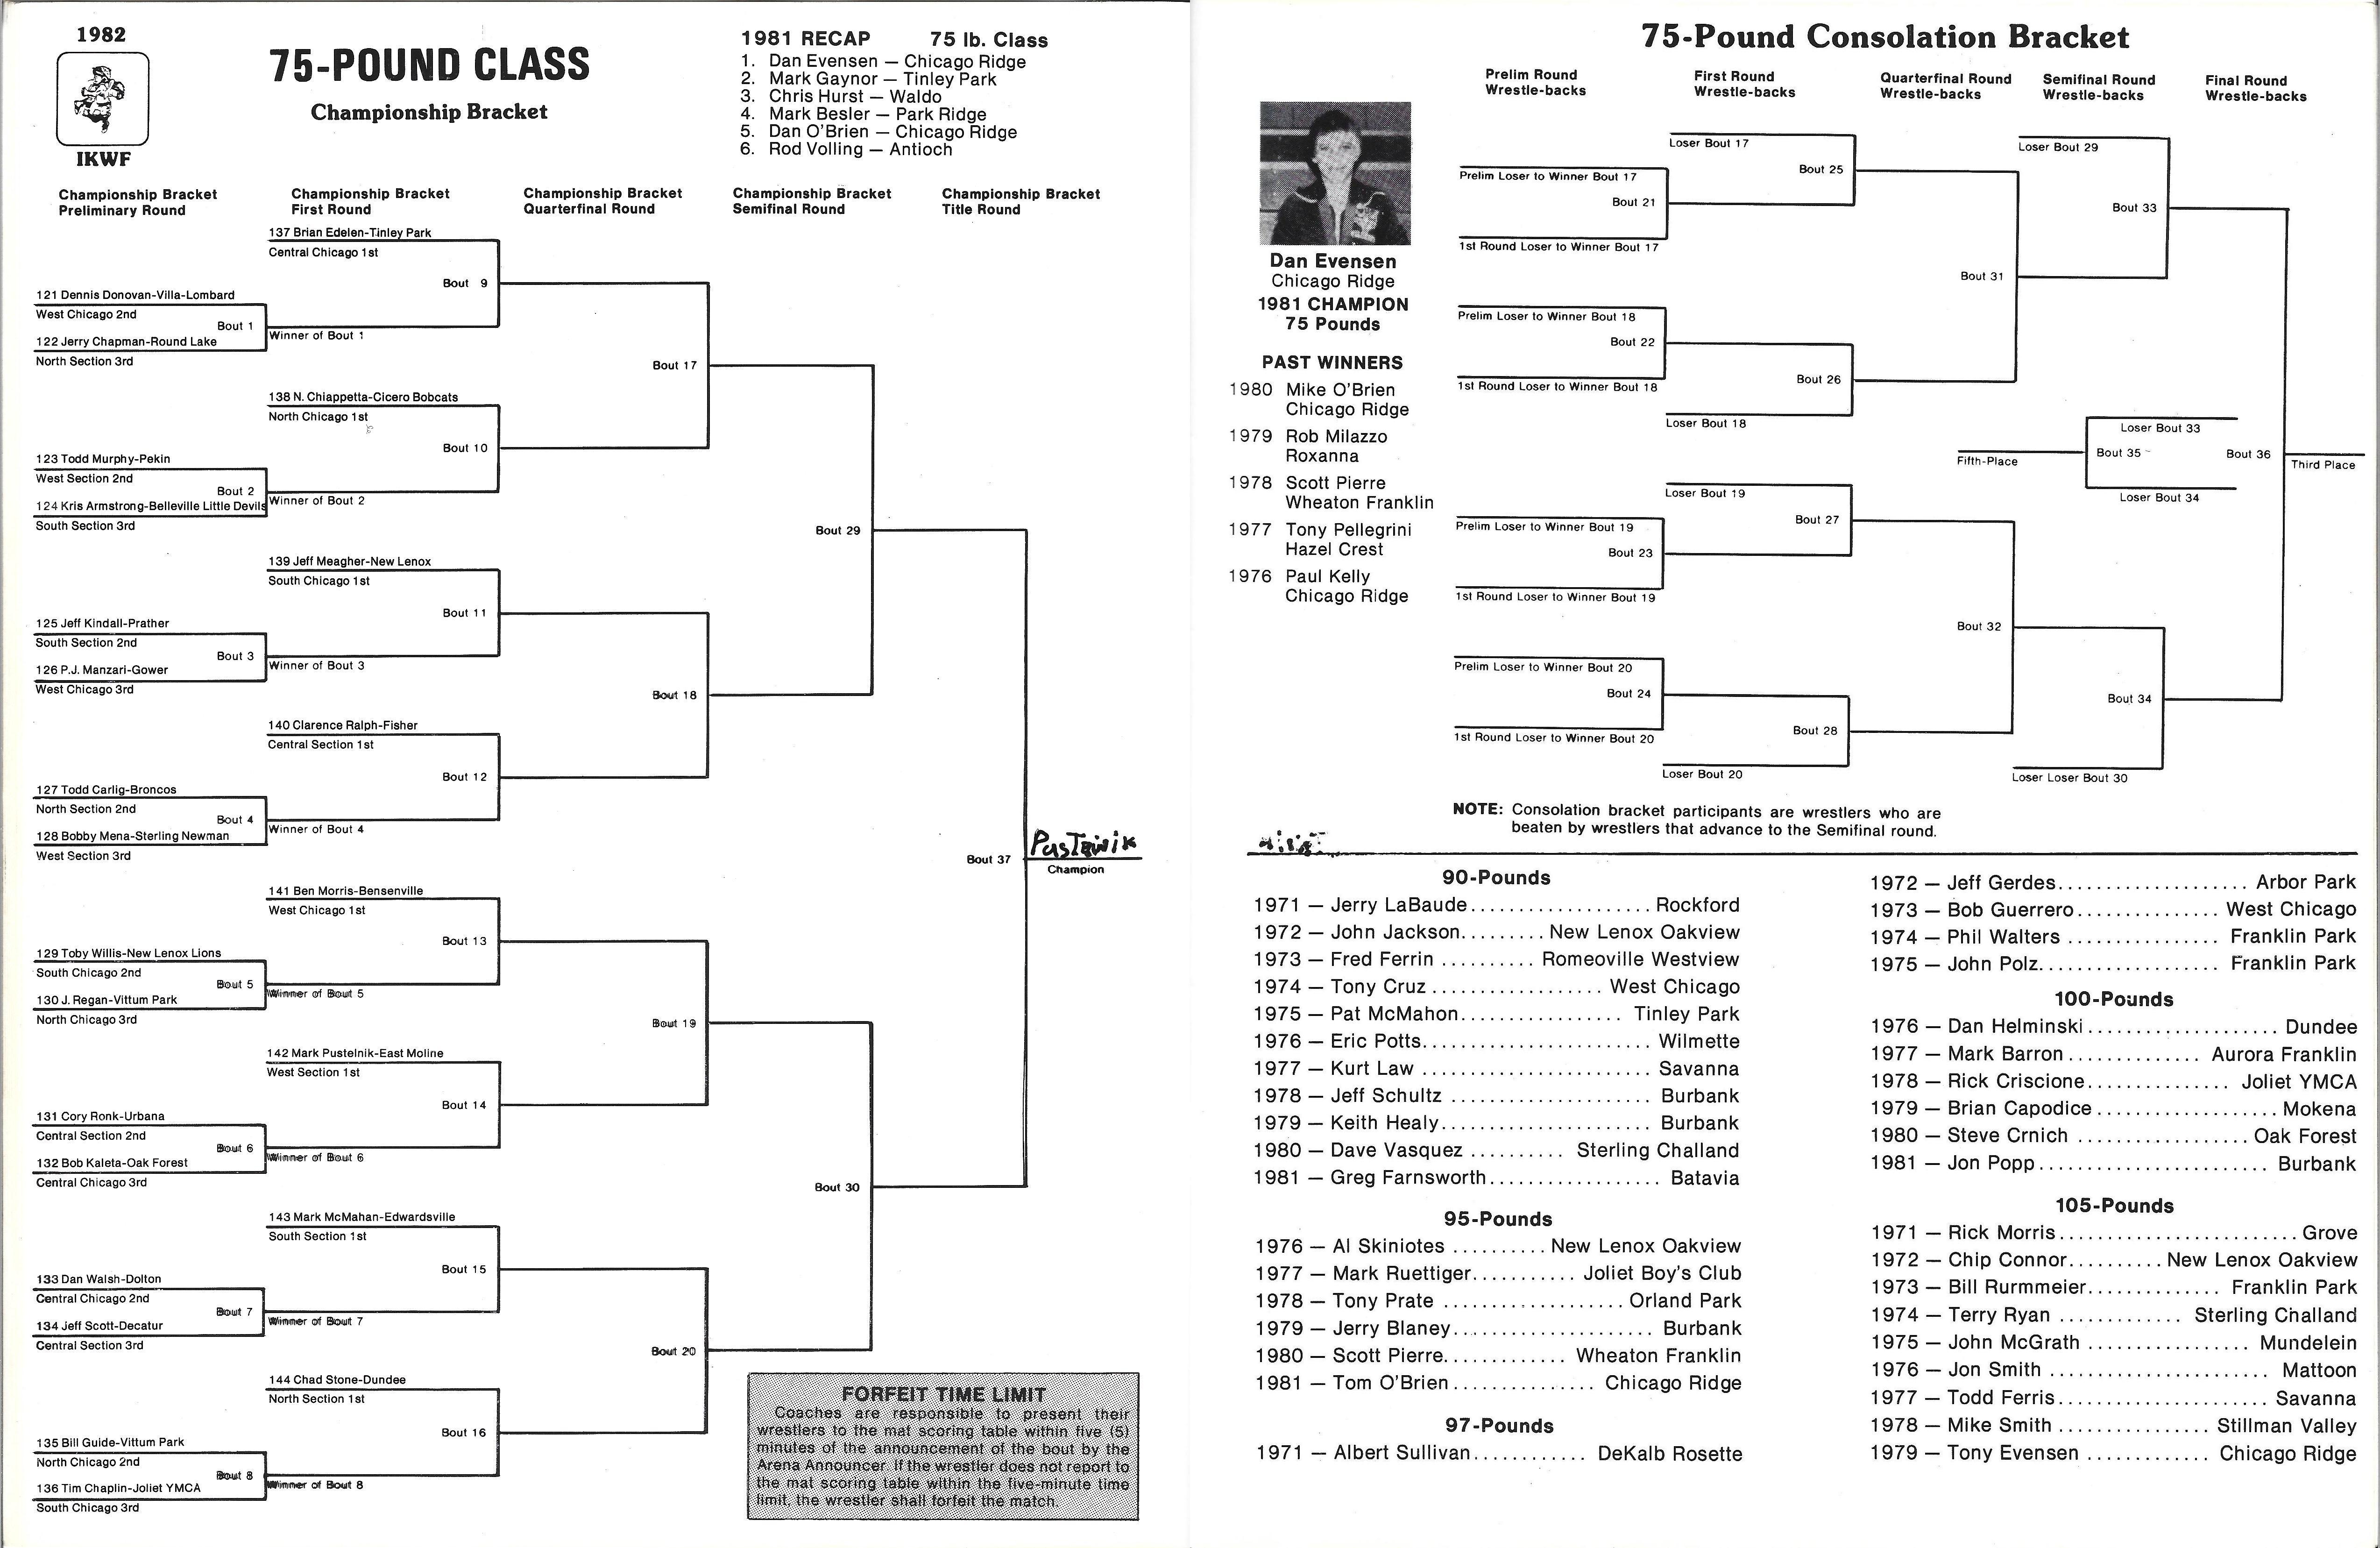 1982
IKWF
75-POUND CLASS
Championship Bracket
1981 RECAP 75 lb. Class
1. Dan Evensen — Chicago Ridge
2. Mark Gaynor — Tinley Park
3. Chris Hurst — Waldo
4. Mark Besler — Park Ridge
5. Dan O'Brien — Chicago Ridge
6. Rod Volling — Antioch
Championship Bracket
Preliminary Round
Championship Bracket
First Round
Championship Bracket
Quarterfinal Round
Championship Bracket
Semifinal Round
Championship Bracket
Title Round
137 Brian Edelen-Tinley Park
Central Chicago 1st
Bout 9
121 Dennis Donovan-Villa-Lombard
West Chicago 2nd
Bout 1
Winner of Bout 1
122 Jerry Chapman-Round Lake
North Section 3rd
Bout 17
138 N. Chiappetta-Cicero Bobcats
North Chicago 1st
Bout 10
123 Todd Murphy-Pekin
West Section 2nd
Bout 2
Winner of Bout 2
124 Kris Armstrong-Belleville Little Devils
South Section 3rd
Bout 29
139 Jeff Meagher-New Lenox
South Chicago 1st
Bout 11
125 Jeff Kindall-Prather
South Section 2nd
Bout 3
Winner of Bout 3
126 P.J. Manzari-Gower
West Chicago 3rd
Bout 18
140 Clarence Ralph-Fisher
Central Section 1st
Bout 12
127 Todd Carlig-Broncos
North Section 2nd
Bout 4
Winner of Bout 4
128 Bobby Mena-Sterling Newman
West Section 3rd
Bout 37
Pustelnik
Champion
141 Ben Morris-Bensenville
West Chicago 1st
Bout 13
129 Toby Willis-New Lenox Lions
South Chicago 2nd
Bout 5
Winner of Bout 5
130 J. Regan-Vittum Park
North Chicago 3rd
Bout 19
142 Mark Pustelnik-East Moline
West Section 1st
Bout 14
131 Cory Ronk-Urbana
Central Section 2nd
Bout 6
Winner of Bout 6
132 Bob Kaleta-Oak Forest
Central Chicago 3rd
Bout 30
143 Mark McMahan-Edwardsville
South Section 1st
Bout 15
133 Dan Walsh-Dolton
Central Chicago 2nd
Bout 7
Winner of Bout 7
134 Jeff Scott-Decatur
Central Section 3rd
Bout 20
144 Chad Stone-Dundee
North Section 1st
Bout 16
135 Bill Guide-Vittum Park
North Chicago 2nd
Bout 8
Winner of Bout 8
136 Tim Chaplin-Joliet YMCA
South Chicago 3rd
FORFEIT TIME LIMIT
Coaches are responsible to present their
wrestlers to the mat scoring table within five (5)
minutes of the announcement of the bout by the
Arena Announcer. If the wrestler does not report to
the mat scoring table within the five-minute time
limit, the wrestler shall forfeit the match.
75-Pound Consolation Bracket
Prelim Round
Wrestle-backs
First Round
Wrestle-backs
Quarterfinal Round
Wrestle-backs
Semifinal Round
Wrestle-backs
Final Round
Wrestle-backs
Dan Evensen
Chicago Ridge
1981 CHAMPION
75 Pounds
PAST WINNERS
1980 Mike O'Brien
Chicago Ridge
1979 Rob Milazzo
Roxanna
1978 Scott Pierre
Wheaton Franklin
1977 Tony Pellegrini
Hazel Crest
1976 Paul Kelly
Chicago Ridge
Loser Bout 17
Bout 25
Prelim Loser to Winner Bout 17
Bout 21
1st Round Loser to Winner Bout 17
Loser Bout 29
Bout 33
Bout 31
Prelim Loser to Winner Bout 18
Bout 22
1st Round Loser to Winner Bout 18
Bout 26
Loser Bout 18
Loser Bout 33
Fifth-Place
Bout 35
Bout 36
Third Place
Loser Bout 34
Loser Bout 19
Bout 27
Prelim Loser to Winner Bout 19
Bout 23
1st Round Loser to Winner Bout 19
Bout 32
Prelim Loser to Winner Bout 20
Bout 24
1st Round Loser to Winner Bout 20
Bout 28
Loser Bout 20
Bout 34
Loser Loser Bout 30
NOTE: Consolation bracket participants are wrestlers who are
beaten by wrestlers that advance to the Semifinal round.
90-Pounds
1971 — Jerry LaBaude.................. Rockford
1972 — John Jackson......... New Lenox Oakview
1973 — Fred Ferrin .......... Romeoville Westview
1974 — Tony Cruz .................. West Chicago
1975 — Pat McMahon................. Tinley Park
1976 — Eric Potts........................ Wilmette
1977 — Kurt Law ........................ Savanna
1978 — Jeff Schultz ..................... Burbank
1979 — Keith Healy...................... Burbank
1980 — Dave Vasquez .......... Sterling Challand
1981 — Greg Farnsworth.................. Batavia
95-Pounds
1976 — Al Skiniotes .......... New Lenox Oakview
1977 — Mark Ruettiger........... Joliet Boy's Club
1978 — Tony Prate ................... Orland Park
1979 — Jerry Blaney..................... Burbank
1980 — Scott Pierre............. Wheaton Franklin
1981 — Tom O'Brien............... Chicago Ridge
97-Pounds
1971 — Albert Sullivan............ DeKalb Rosette
1972 — Jeff Gerdes.................... Arbor Park
1973 — Bob Guerrero............... West Chicago
1974 — Phil Walters ................ Franklin Park
1975 — John Polz................... Franklin Park
100-Pounds
1976 — Dan Helminski.................... Dundee
1977 — Mark Barron .............. Aurora Franklin
1978 — Rick Criscione............... Joliet YMCA
1979 — Brian Capodice................... Mokena
1980 — Steve Crnich .................. Oak Forest
1981 — Jon Popp........................ Burbank
105-Pounds
1971 — Rick Morris......................... Grove
1972 — Chip Connor.......... New Lenox Oakview
1973 — Bill Rurmmeier.............. Franklin Park
1974 — Terry Ryan ............. Sterling Challand
1975 — John McGrath ................. Mundelein
1976 — Jon Smith ....................... Mattoon
1977 — Todd Ferris...................... Savanna
1978 — Mike Smith ................ Stillman Valley
1979 — Tony Evensen ............. Chicago Ridge